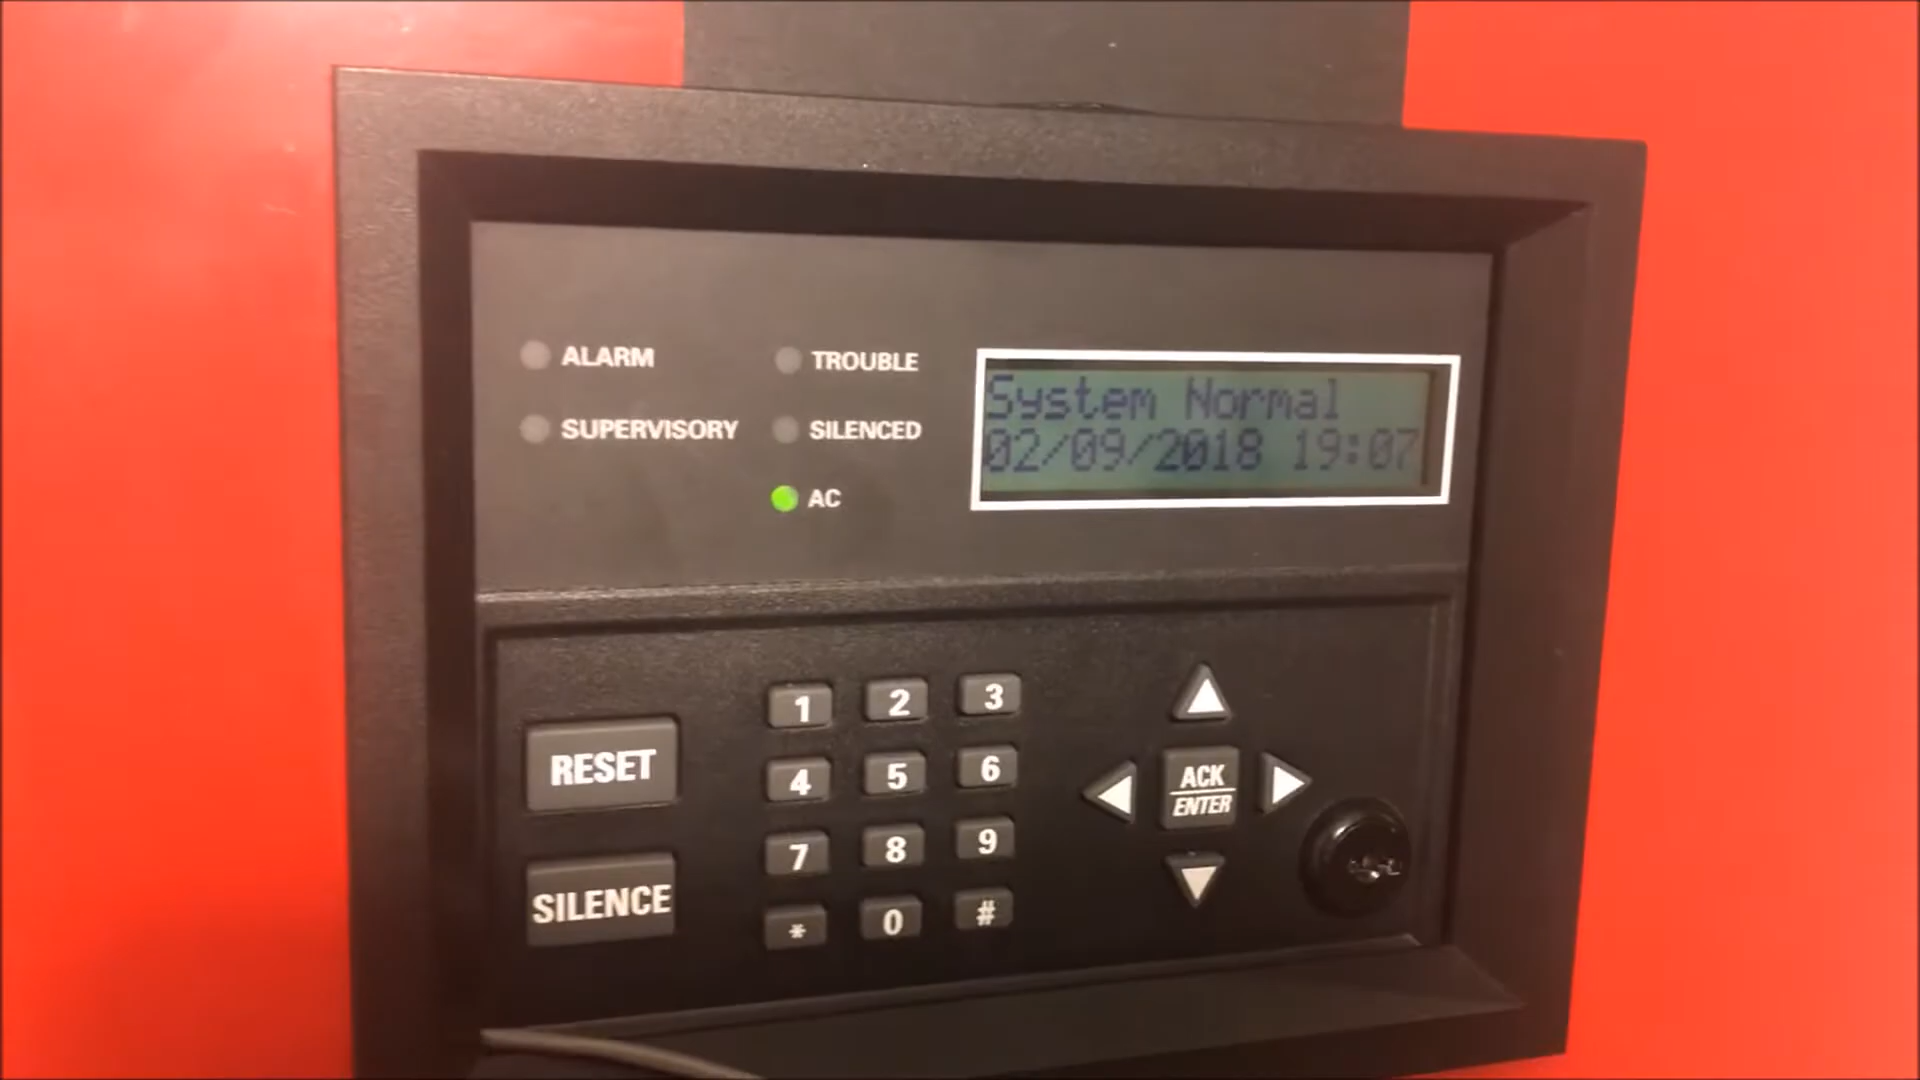 ALARM
TROUBLE
SUPERVISORY
SILENCED
AC
System Normal
02/09/2018 19:07
RESET
SILENCE
1 2 3
4 5 6
7 8 9
* 0 #
ACK
ENTER